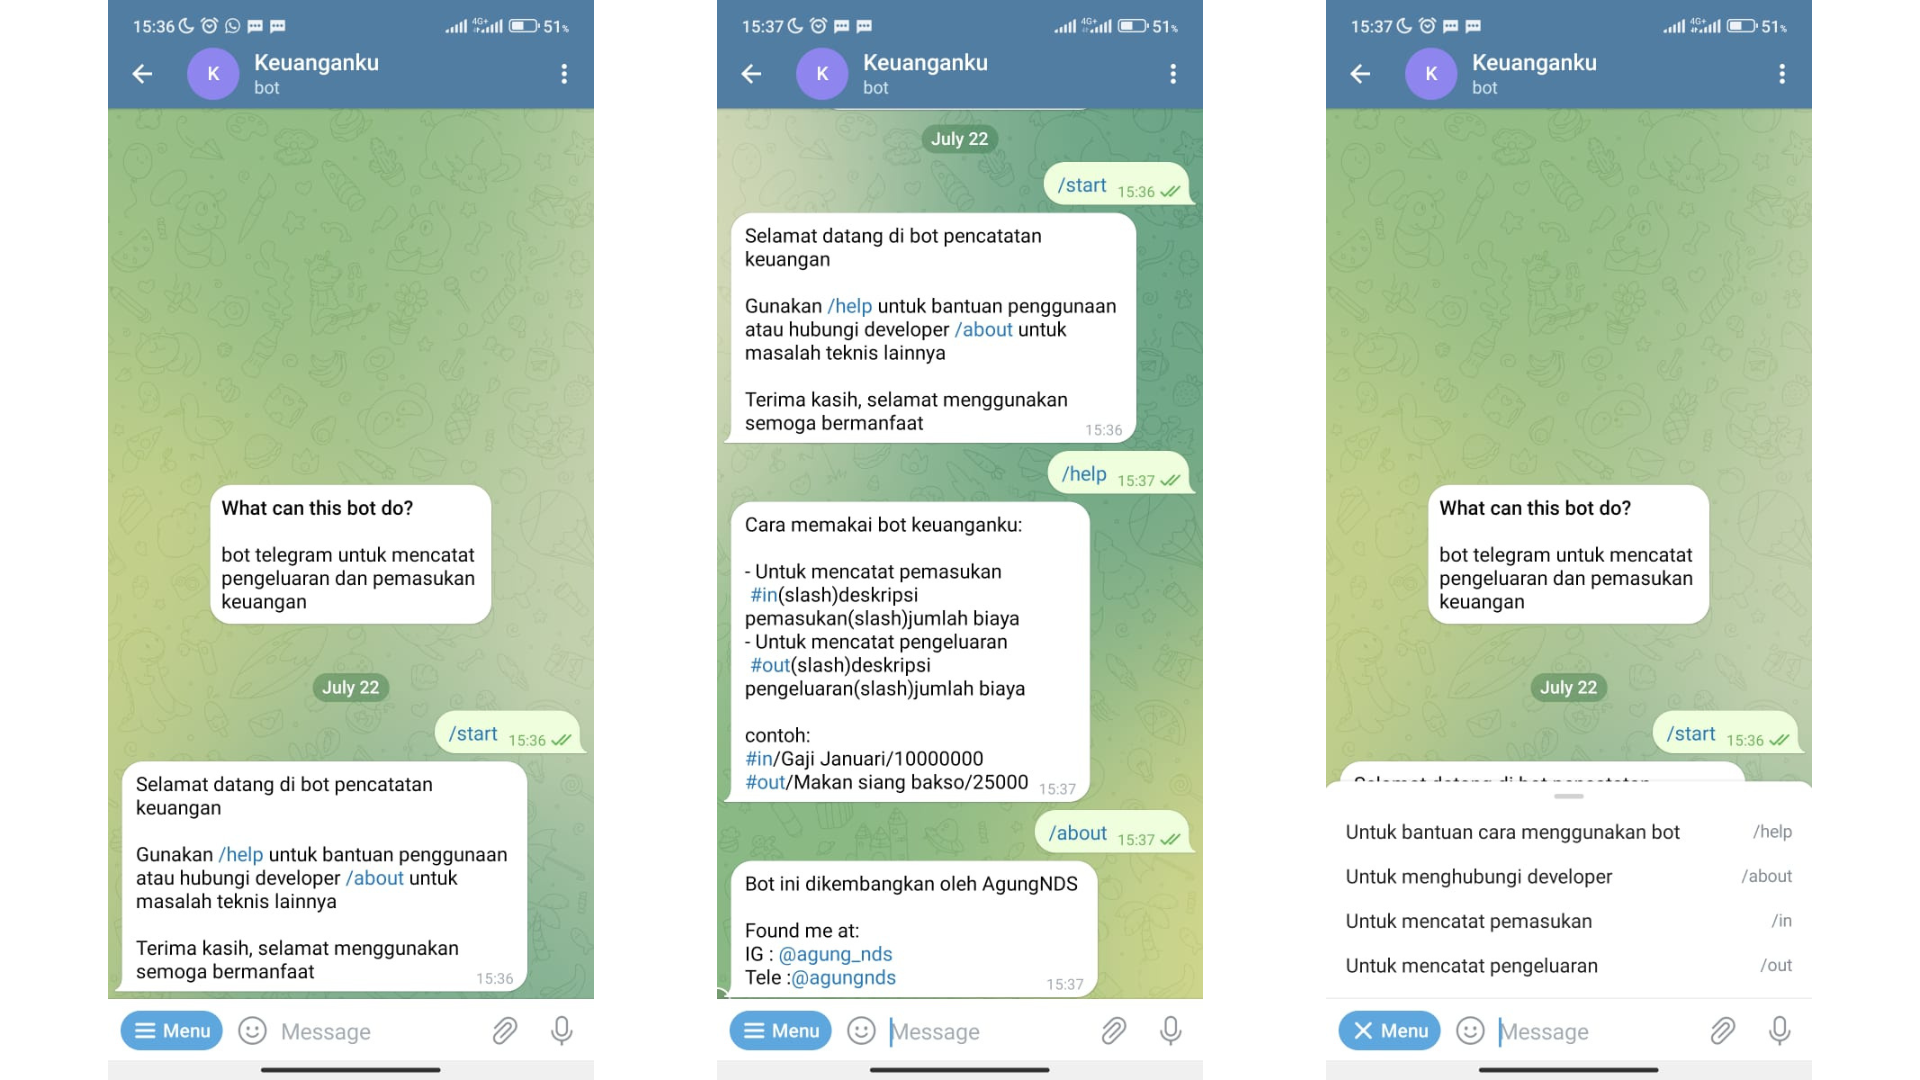 15:36
4G+
51%
K
Keuanganku
bot
What can this bot do?
bot telegram untuk mencatat
pengeluaran dan pemasukan
keuangan
July 22
/start 15:36
Selamat datang di bot pencatatan
keuangan
Gunakan /help untuk bantuan penggunaan
atau hubungi developer /about untuk
masalah teknis lainnya
Terima kasih, selamat menggunakan
semoga bermanfaat
15:36
Menu
Message
15:37
4G+
51%
K
Keuanganku
bot
July 22
/start 15:36
Selamat datang di bot pencatatan
keuangan
Gunakan /help untuk bantuan penggunaan
atau hubungi developer /about untuk
masalah teknis lainnya
Terima kasih, selamat menggunakan
semoga bermanfaat
15:36
/help 15:37
Cara memakai bot keuanganku:
- Untuk mencatat pemasukan
#in(slash)deskripsi
pemasukan(slash)jumlah biaya
- Untuk mencatat pengeluaran
#out(slash)deskripsi
pengeluaran(slash)jumlah biaya
contoh:
#in/Gaji Januari/10000000
#out/Makan siang bakso/25000
15:37
/about 15:37
Bot ini dikembangkan oleh AgungNDS
Found me at:
IG : @agung_nds
Tele :@agungnds
15:37
Menu
Message
15:37
4G+
51%
K
Keuanganku
bot
What can this bot do?
bot telegram untuk mencatat
pengeluaran dan pemasukan
keuangan
July 22
/start 15:36
Selamat datang di bot pencatatan
Untuk bantuan cara menggunakan bot /help
Untuk menghubungi developer /about
Untuk mencatat pemasukan /in
Untuk mencatat pengeluaran /out
Menu
Message